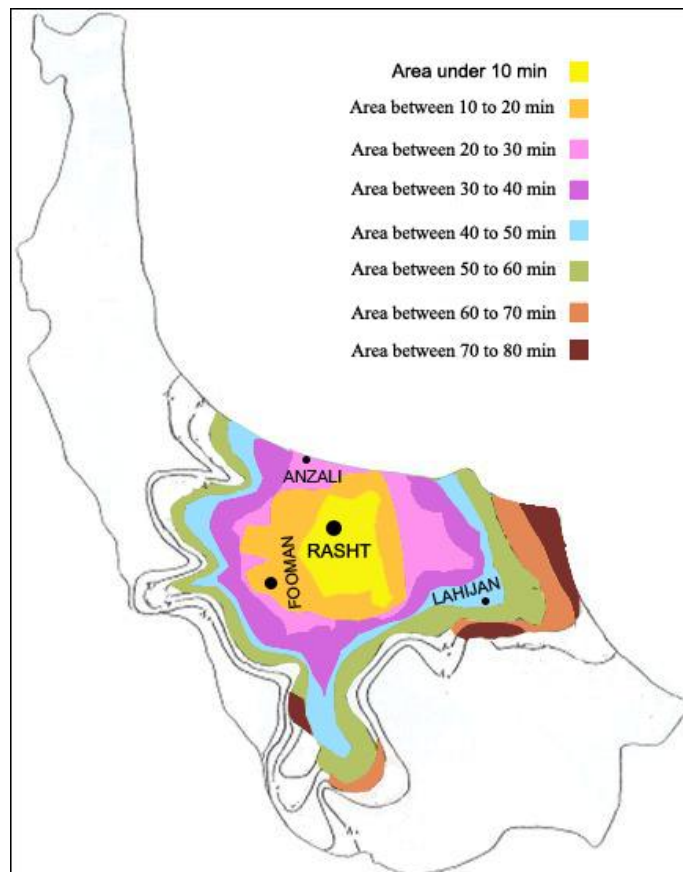 Area under 10 min
Area between 10 to 20 min
Area between 20 to 30 min
Area between 30 to 40 min
Area between 40 to 50 min
Area between 50 to 60 min
Area between 60 to 70 min
Area between 70 to 80 min
ANZALI
RASHT
FOOMAN
LAHIJAN